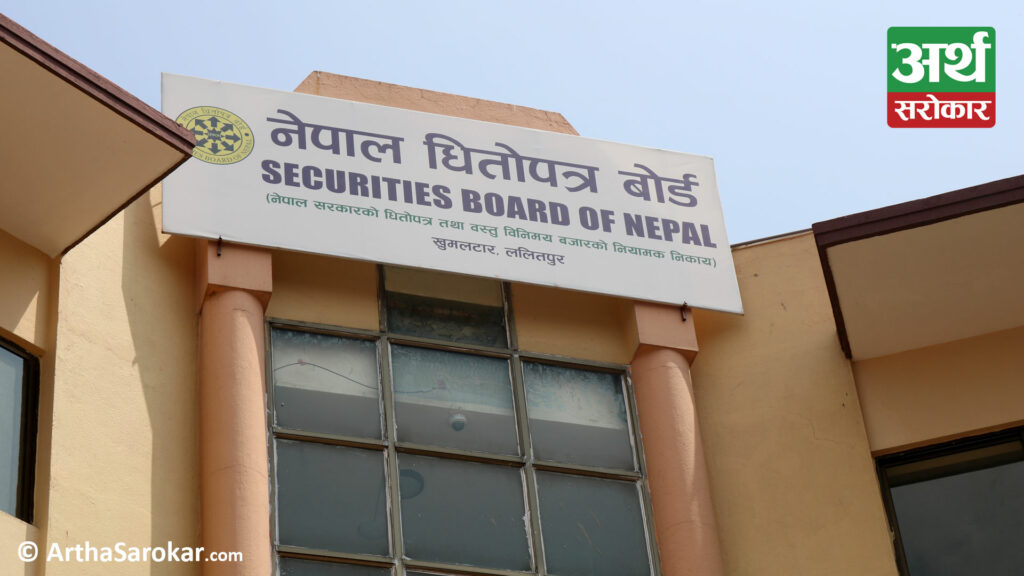 अर्थ
सरोकार
नेपाल धितोपत्र बोर्ड
SECURITIES BOARD OF NEPAL
(नेपाल सरकारको धितोपत्र तथा वस्तु विनिमय बजारको नियामक निकाय)
खुमलटार, ललितपुर
© ArthaSarokar.com